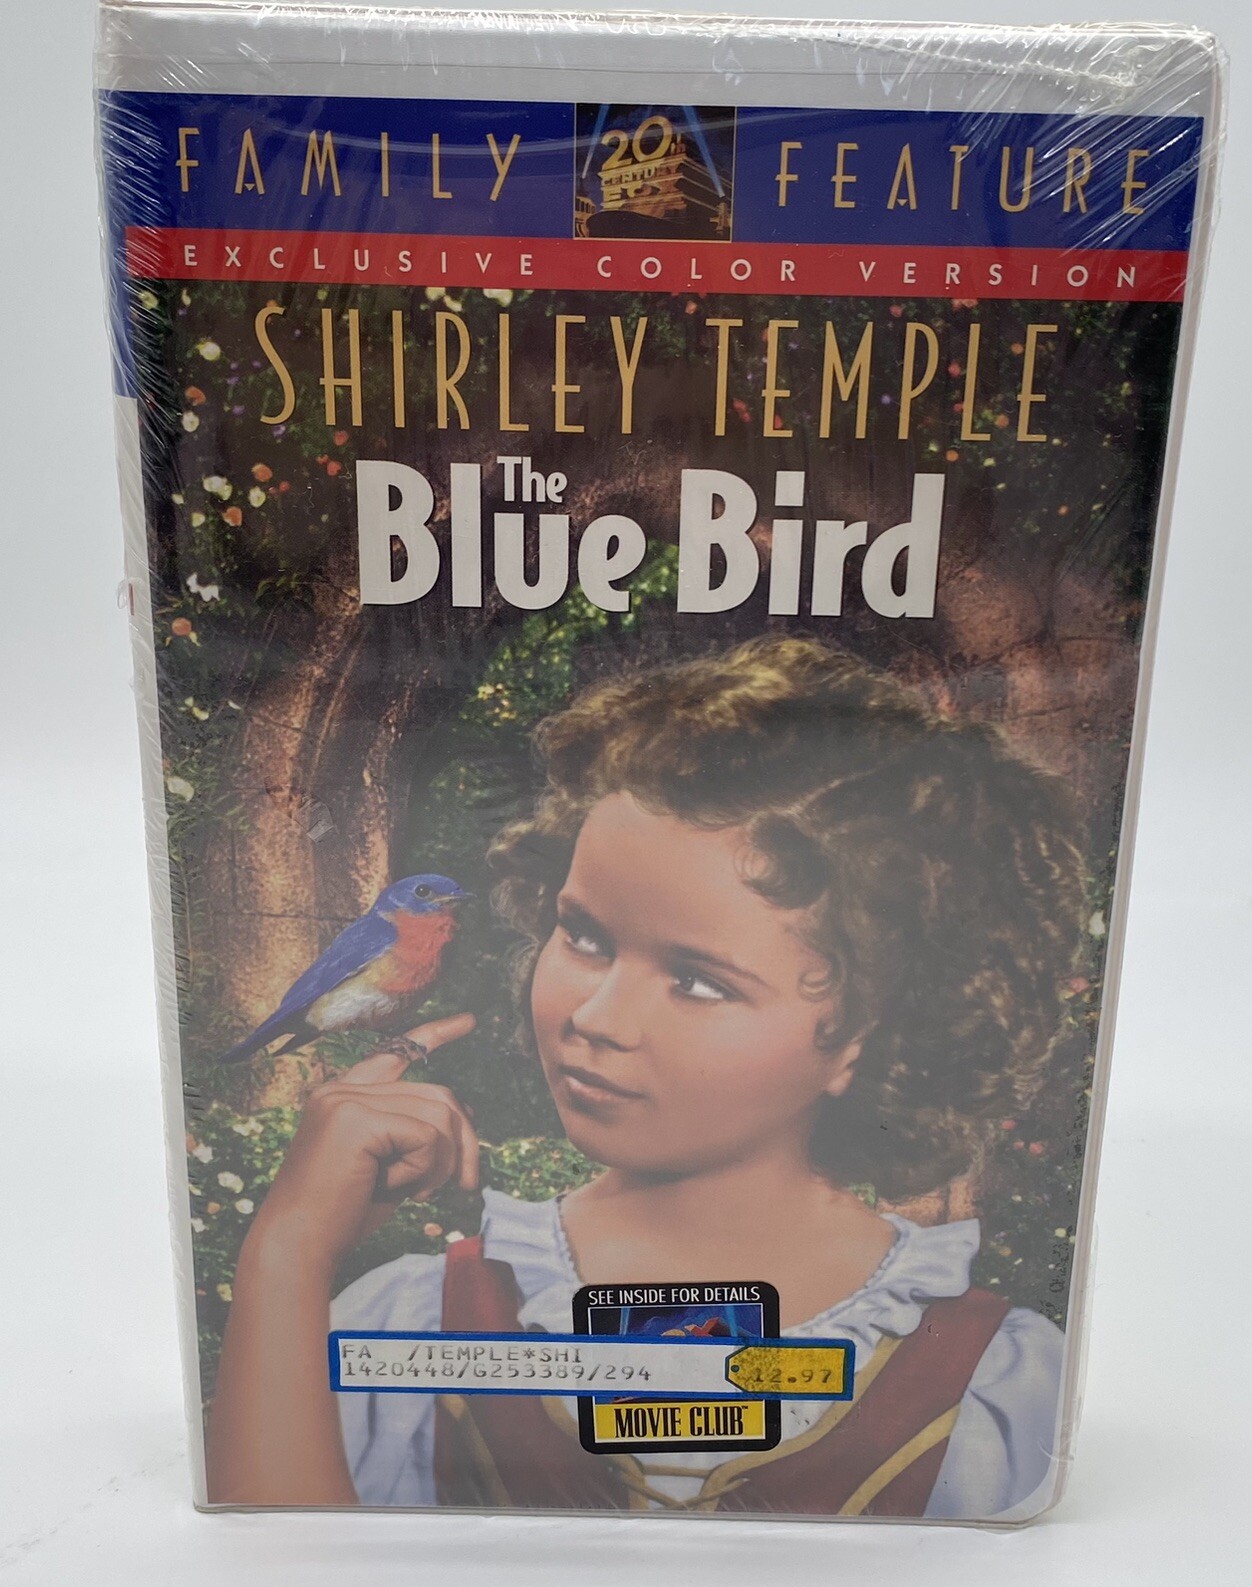 FAMILY 20th CENTURY FOX FEATURE
EXCLUSIVE COLOR VERSION
SHIRLEY TEMPLE
The
Blue Bird
SEE INSIDE FOR DETAILS
FA /TEMPLE*SHI
1420448/G253389/294 12.97
MOVIE CLUB™